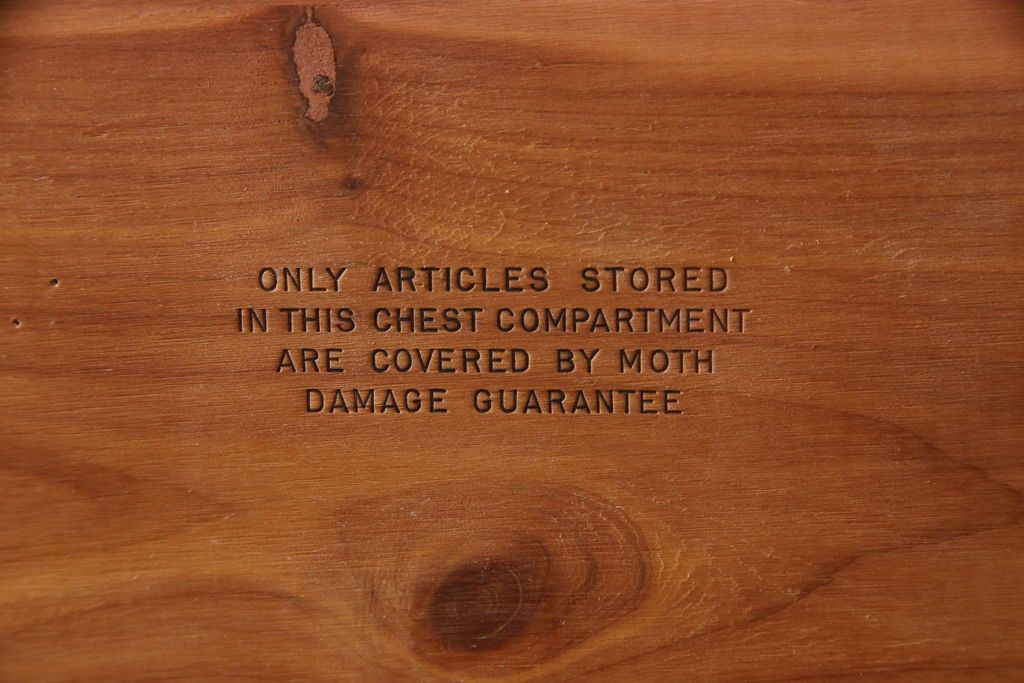 ONLY ARTICLES STORED
IN THIS CHEST COMPARTMENT
ARE COVERED BY MOTH
DAMAGE GUARANTEE